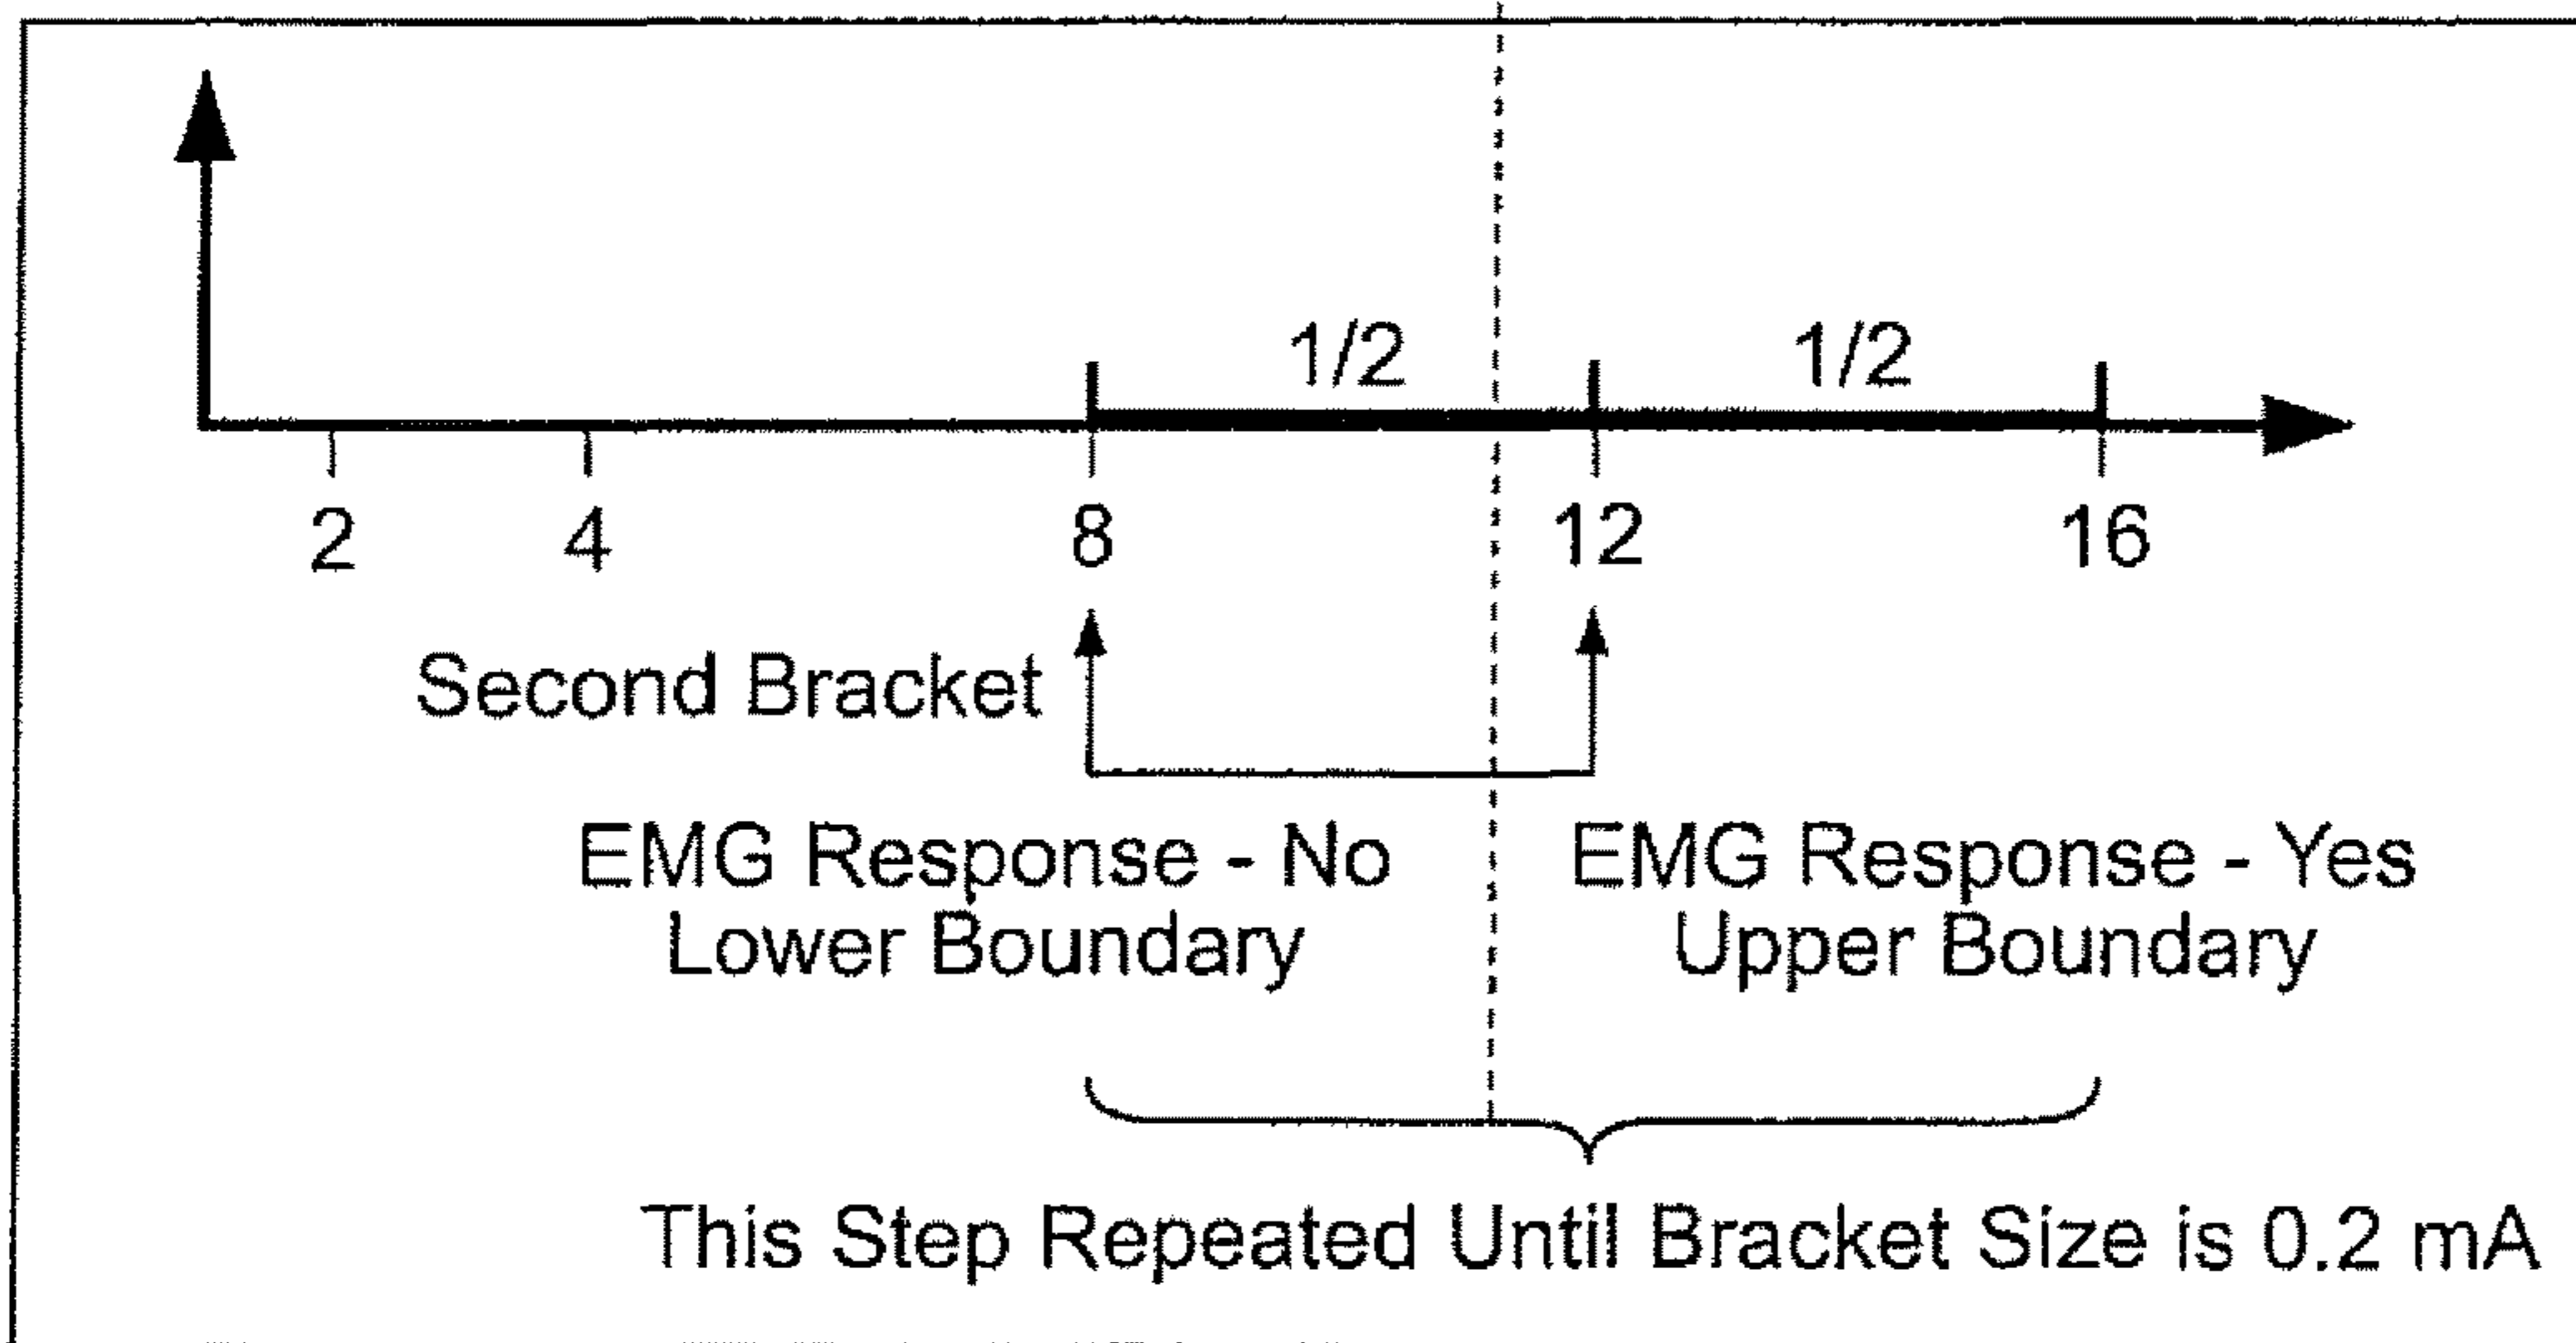 1/2 1/2
2 4 8 12 16
Second Bracket
EMG Response - No
Lower Boundary
EMG Response - Yes
Upper Boundary
This Step Repeated Until Bracket Size is 0.2 mA